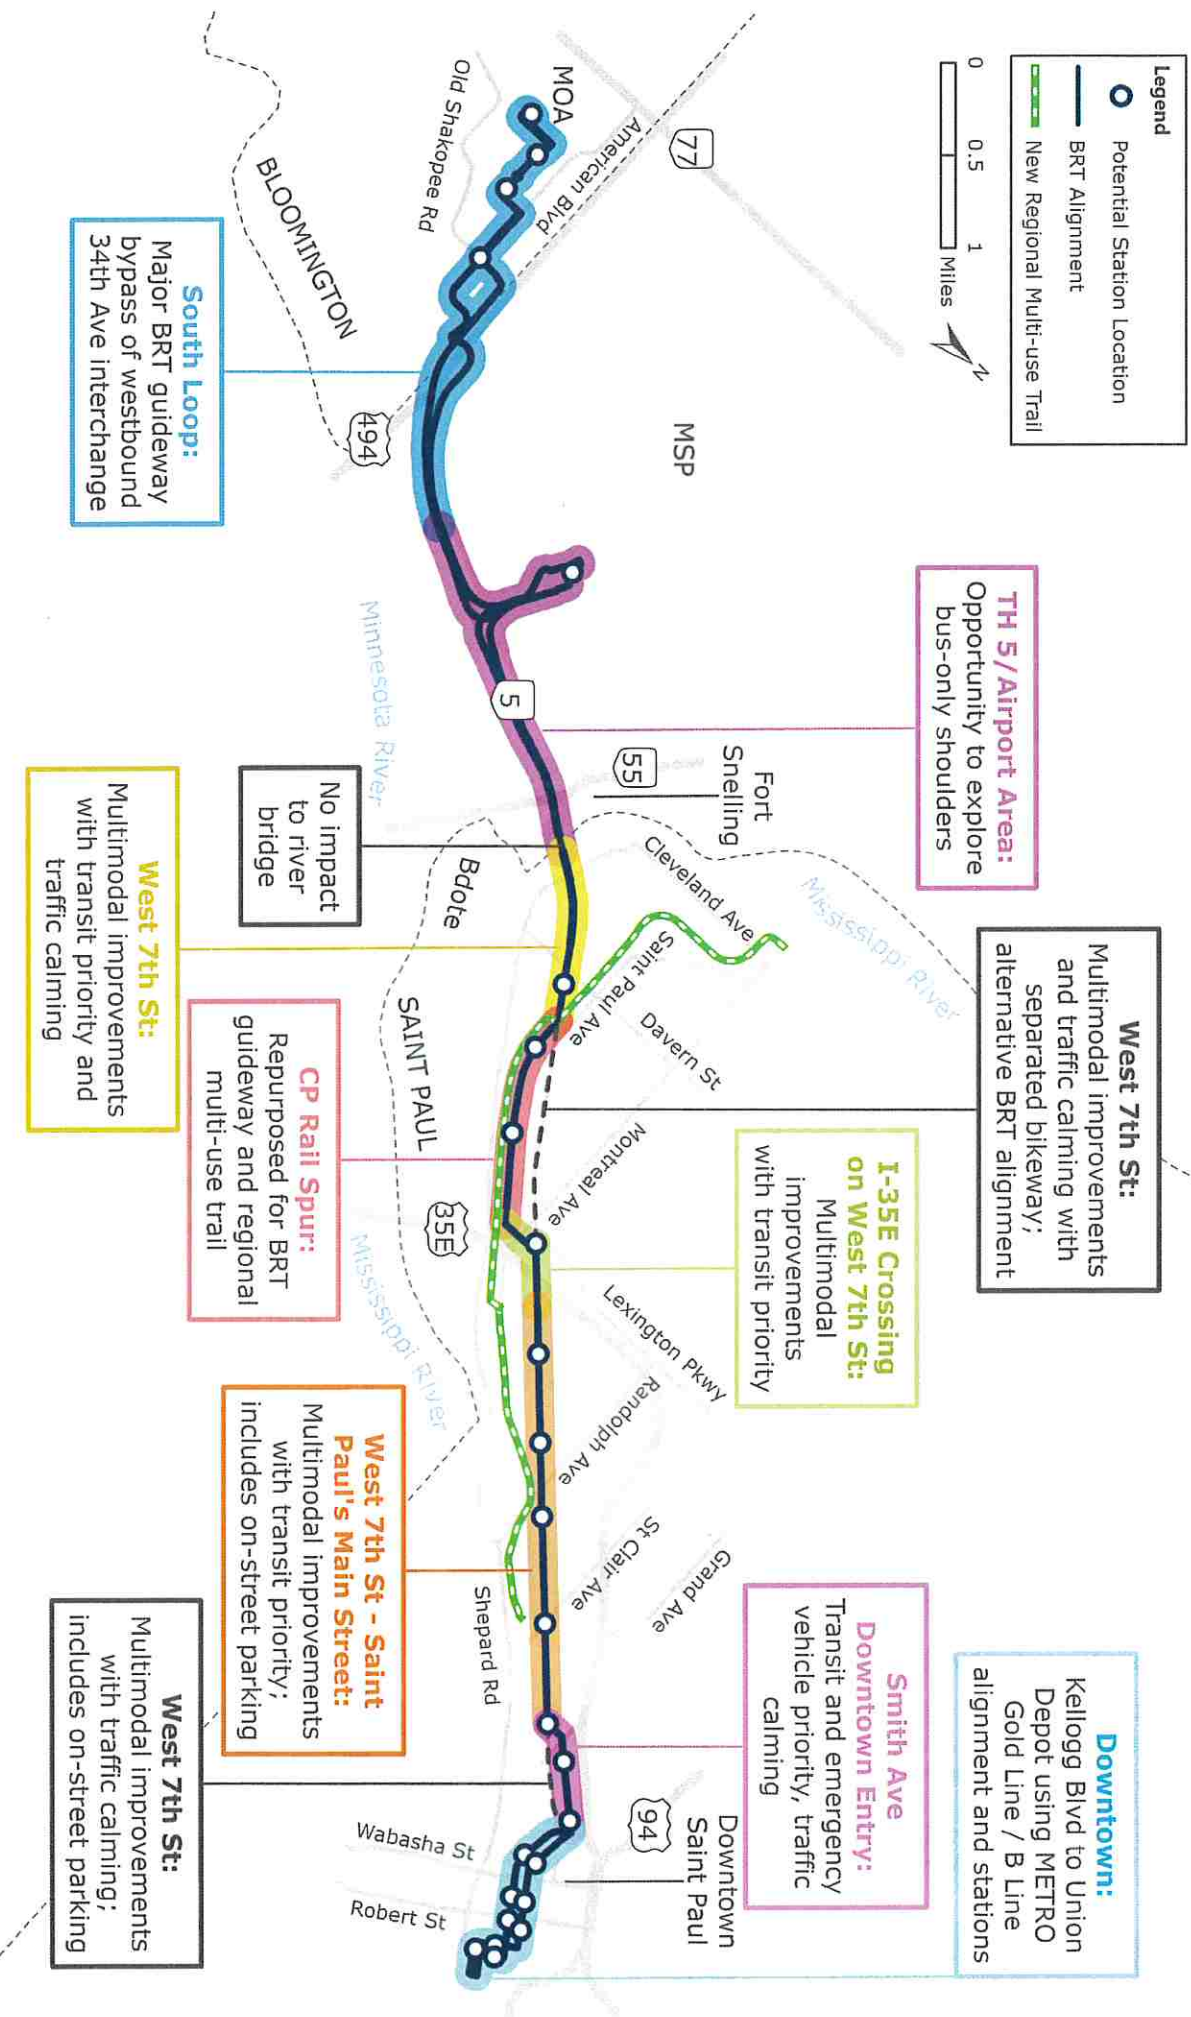 Legend
Potential Station Location
BRT Alignment
New Regional Multi-use Trail
0
0.5
1
Miles
N
77
American Blvd
MOA
Old Shakopee Rd
BLOOMINGTON
MSP
494
South Loop:
Major BRT guideway
bypass of westbound
34th Ave interchange
TH 5/Airport Area:
Opportunity to explore
bus-only shoulders
5
Minnesota River
55
Fort
Snelling
No impact
to river
bridge
Bdote
Cleveland Ave
Mississippi River
West 7th St:
Multimodal improvements
with transit priority and
traffic calming
West 7th St:
Multimodal improvements
and traffic calming with
separated bikeway;
alternative BRT alignment
Saint Paul Ave
Davern St
Montreal Ave
SAINT PAUL
35E
CP Rail Spur:
Repurposed for BRT
guideway and regional
multi-use trail
I-35E Crossing
on West 7th St:
Multimodal
improvements
with transit priority
Lexington Pkwy
Randolph Ave
Mississippi River
St Clair Ave
Grand Ave
Shepard Rd
West 7th St - Saint
Paul's Main Street:
Multimodal improvements
with transit priority;
includes on-street parking
Smith Ave
Downtown Entry:
Transit and emergency
vehicle priority, traffic
calming
94
Downtown
Saint Paul
Wabasha St
Robert St
Downtown:
Kellogg Blvd to Union
Depot using METRO
Gold Line / B Line
alignment and stations
West 7th St:
Multimodal improvements
with traffic calming;
includes on-street parking